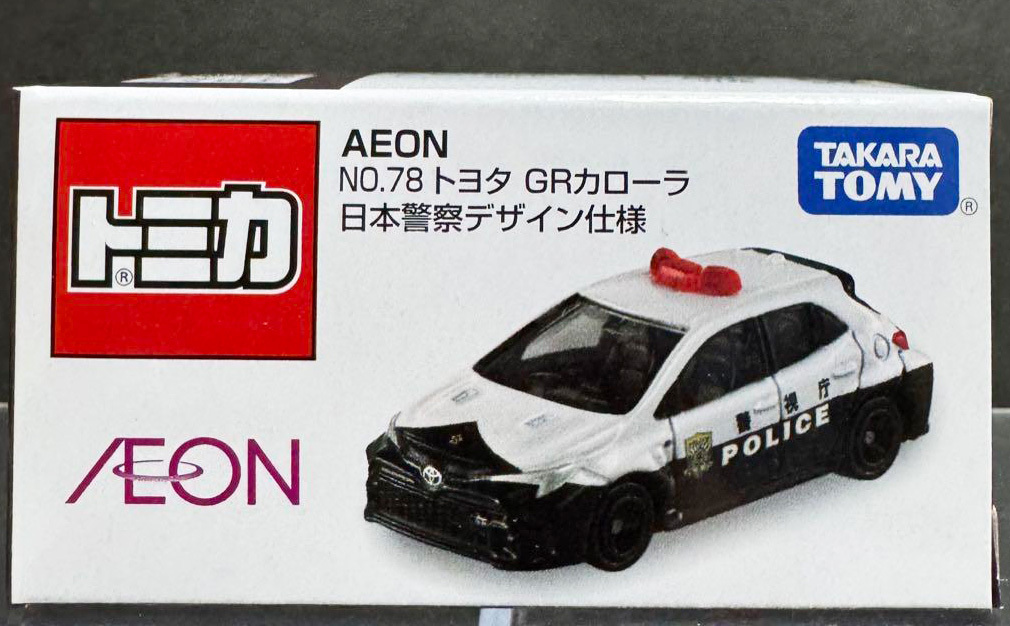 AEON
NO.78 トヨタ GRカローラ
日本警察デザイン仕様
TAKARA
TOMY
®
トミカ
®
AEON
警視庁
POLICE